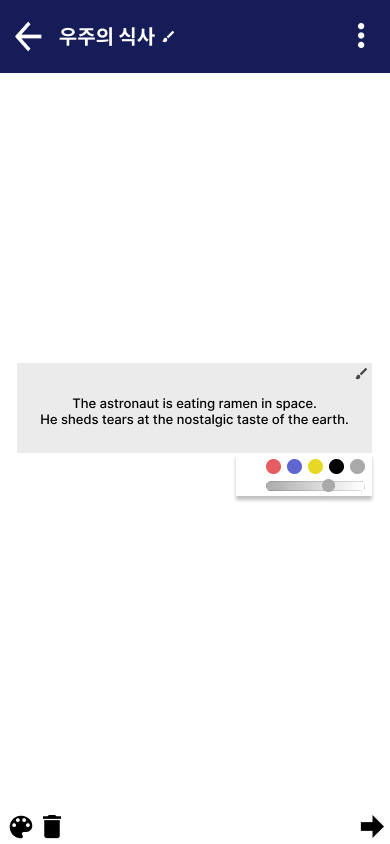 우주의 식사
The astronaut is eating ramen in space.
He sheds tears at the nostalgic taste of the earth.